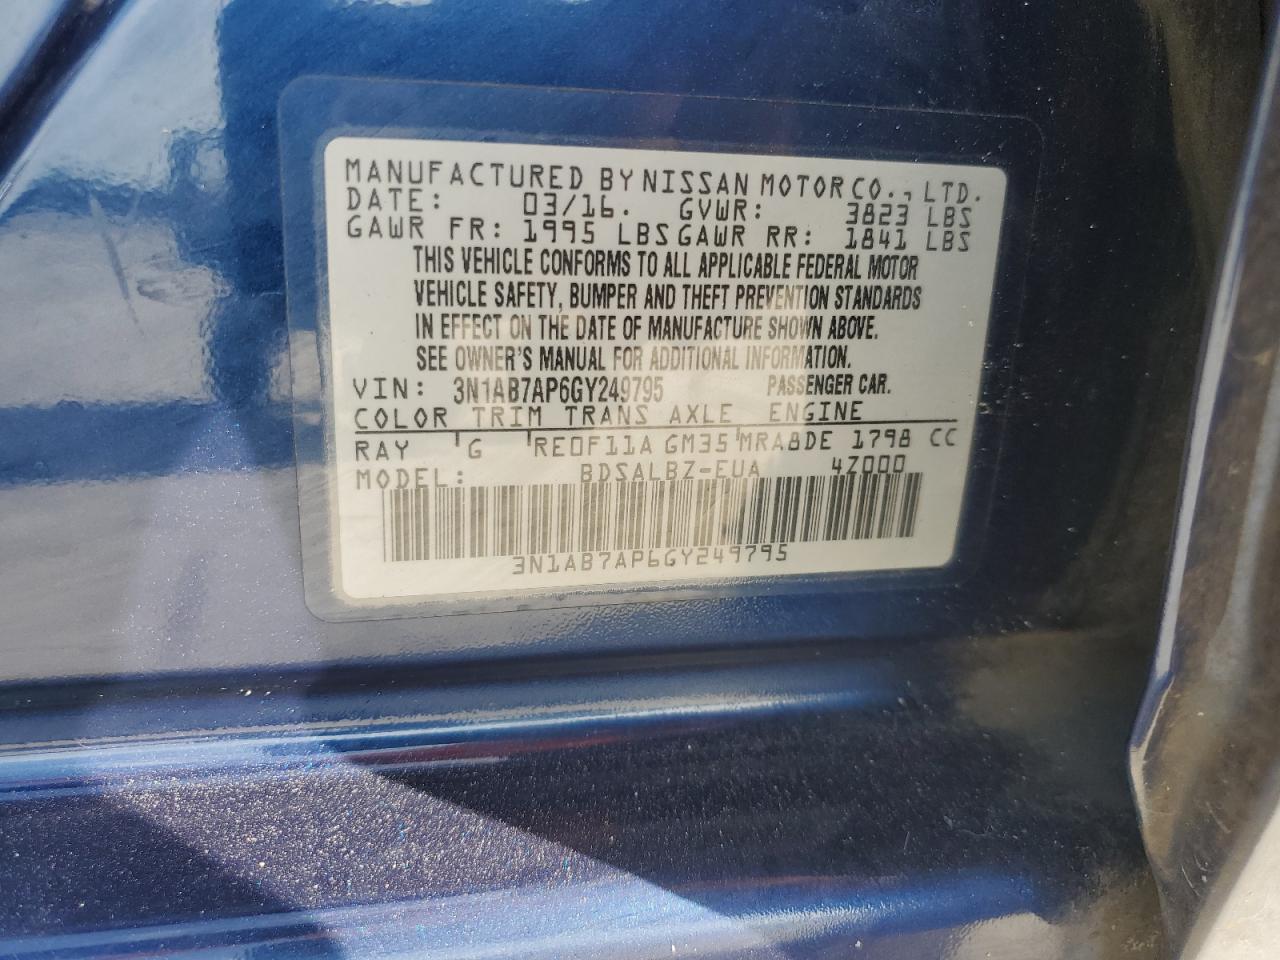 MANUFACTURED BY NISSAN MOTOR CO., LTD.
DATE: 03/16. GVWR: 3823 LBS
GAWR FR: 1995 LBS GAWR RR: 1841 LBS
THIS VEHICLE CONFORMS TO ALL APPLICABLE FEDERAL MOTOR
VEHICLE SAFETY, BUMPER AND THEFT PREVENTION STANDARDS
IN EFFECT ON THE DATE OF MANUFACTURE SHOWN ABOVE.
SEE OWNER'S MANUAL FOR ADDITIONAL INFORMATION.
VIN: 3N1AB7AP6GY249795 PASSENGER CAR.
COLOR TRIM TRANS AXLE ENGINE
RAY G RE0F11A GM35 MRA8DE 1798 CC
MODEL: BDSALBZ-EUA 4Z000
3N1AB7AP6GY249795